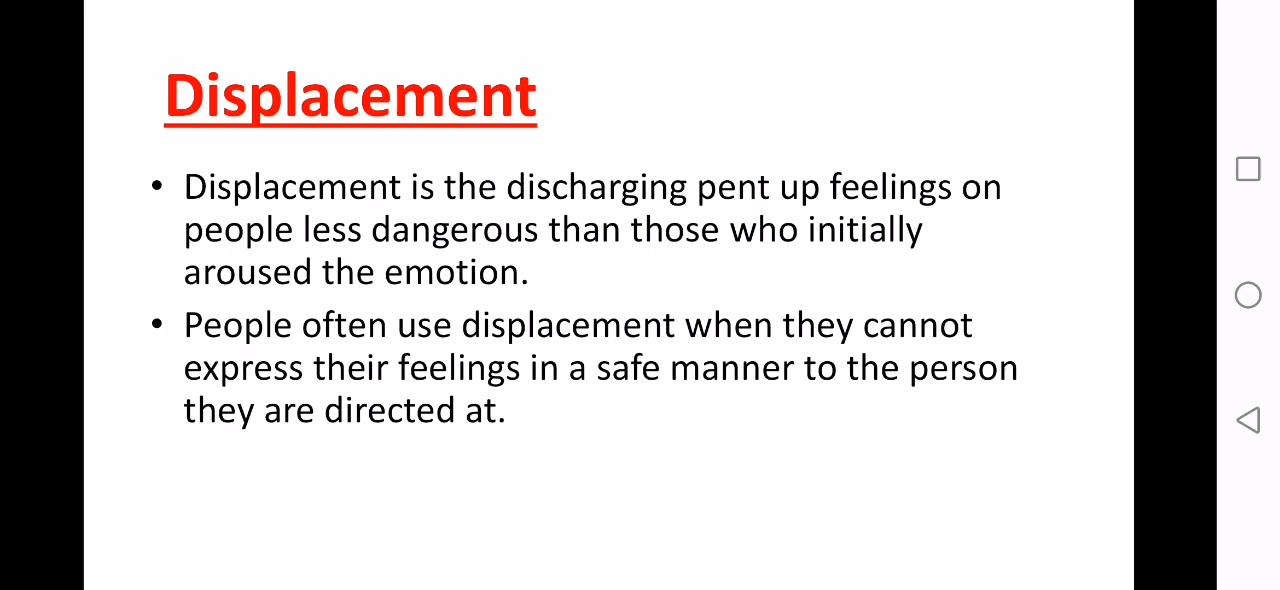 Displacement
• Displacement is the discharging pent up feelings on
people less dangerous than those who initially
aroused the emotion.
• People often use displacement when they cannot
express their feelings in a safe manner to the person
they are directed at.